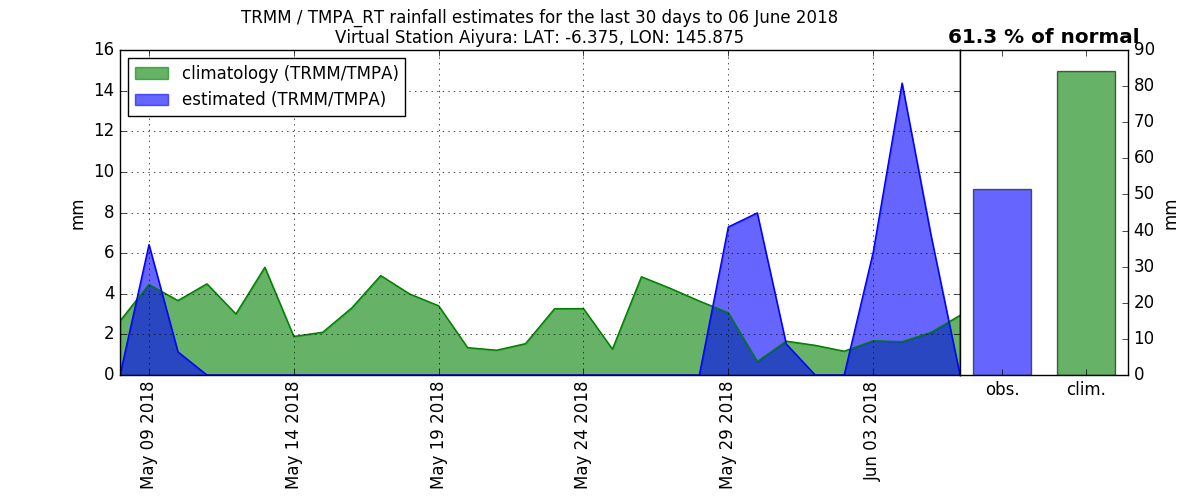 TRMM / TMPA_RT rainfall estimates for the last 30 days to 06 June 2018
Virtual Station Aiyura: LAT: -6.375, LON: 145.875
61.3 % of normal
climatology (TRMM/TMPA)
estimated (TRMM/TMPA)
mm
16
14
12
10
8
6
4
2
0
May 09 2018
May 14 2018
May 19 2018
May 24 2018
May 29 2018
Jun 03 2018
obs.
clim.
90
80
70
60
50
40
30
20
10
0
mm